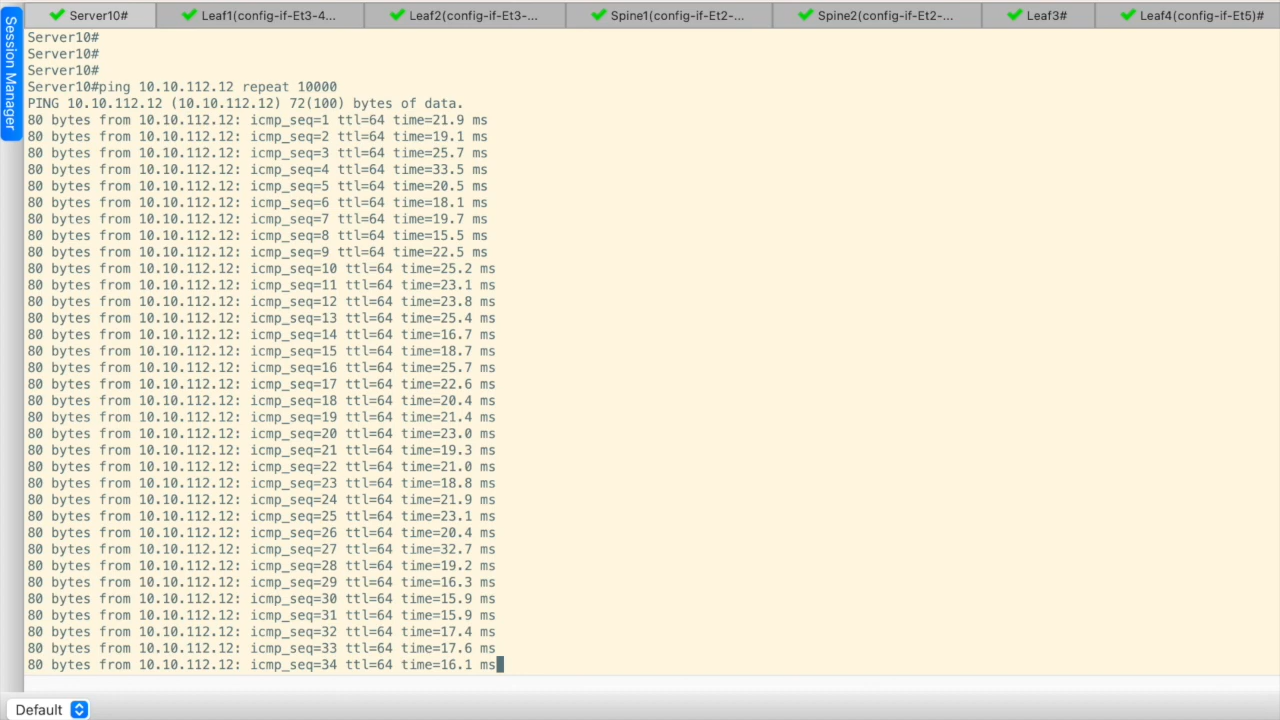 Server10#
Leaf1(config-if-Et3-4...
Leaf2(config-if-Et3-...
Spine1(config-if-Et2-...
Spine2(config-if-Et2-...
Leaf3#
Leaf4(config-if-Et5)#
Session Manager
Server10#
Server10#
Server10#
Server10#ping 10.10.112.12 repeat 10000
PING 10.10.112.12 (10.10.112.12) 72(100) bytes of data.
80 bytes from 10.10.112.12: icmp_seq=1 ttl=64 time=21.9 ms
80 bytes from 10.10.112.12: icmp_seq=2 ttl=64 time=19.1 ms
80 bytes from 10.10.112.12: icmp_seq=3 ttl=64 time=25.7 ms
80 bytes from 10.10.112.12: icmp_seq=4 ttl=64 time=33.5 ms
80 bytes from 10.10.112.12: icmp_seq=5 ttl=64 time=20.5 ms
80 bytes from 10.10.112.12: icmp_seq=6 ttl=64 time=18.1 ms
80 bytes from 10.10.112.12: icmp_seq=7 ttl=64 time=19.7 ms
80 bytes from 10.10.112.12: icmp_seq=8 ttl=64 time=15.5 ms
80 bytes from 10.10.112.12: icmp_seq=9 ttl=64 time=22.5 ms
80 bytes from 10.10.112.12: icmp_seq=10 ttl=64 time=25.2 ms
80 bytes from 10.10.112.12: icmp_seq=11 ttl=64 time=23.1 ms
80 bytes from 10.10.112.12: icmp_seq=12 ttl=64 time=23.8 ms
80 bytes from 10.10.112.12: icmp_seq=13 ttl=64 time=25.4 ms
80 bytes from 10.10.112.12: icmp_seq=14 ttl=64 time=16.7 ms
80 bytes from 10.10.112.12: icmp_seq=15 ttl=64 time=18.7 ms
80 bytes from 10.10.112.12: icmp_seq=16 ttl=64 time=25.7 ms
80 bytes from 10.10.112.12: icmp_seq=17 ttl=64 time=22.6 ms
80 bytes from 10.10.112.12: icmp_seq=18 ttl=64 time=20.4 ms
80 bytes from 10.10.112.12: icmp_seq=19 ttl=64 time=21.4 ms
80 bytes from 10.10.112.12: icmp_seq=20 ttl=64 time=23.0 ms
80 bytes from 10.10.112.12: icmp_seq=21 ttl=64 time=19.3 ms
80 bytes from 10.10.112.12: icmp_seq=22 ttl=64 time=21.0 ms
80 bytes from 10.10.112.12: icmp_seq=23 ttl=64 time=18.8 ms
80 bytes from 10.10.112.12: icmp_seq=24 ttl=64 time=21.9 ms
80 bytes from 10.10.112.12: icmp_seq=25 ttl=64 time=23.1 ms
80 bytes from 10.10.112.12: icmp_seq=26 ttl=64 time=20.4 ms
80 bytes from 10.10.112.12: icmp_seq=27 ttl=64 time=32.7 ms
80 bytes from 10.10.112.12: icmp_seq=28 ttl=64 time=19.2 ms
80 bytes from 10.10.112.12: icmp_seq=29 ttl=64 time=16.3 ms
80 bytes from 10.10.112.12: icmp_seq=30 ttl=64 time=15.9 ms
80 bytes from 10.10.112.12: icmp_seq=31 ttl=64 time=15.9 ms
80 bytes from 10.10.112.12: icmp_seq=32 ttl=64 time=17.4 ms
80 bytes from 10.10.112.12: icmp_seq=33 ttl=64 time=17.6 ms
80 bytes from 10.10.112.12: icmp_seq=34 ttl=64 time=16.1 ms
Default